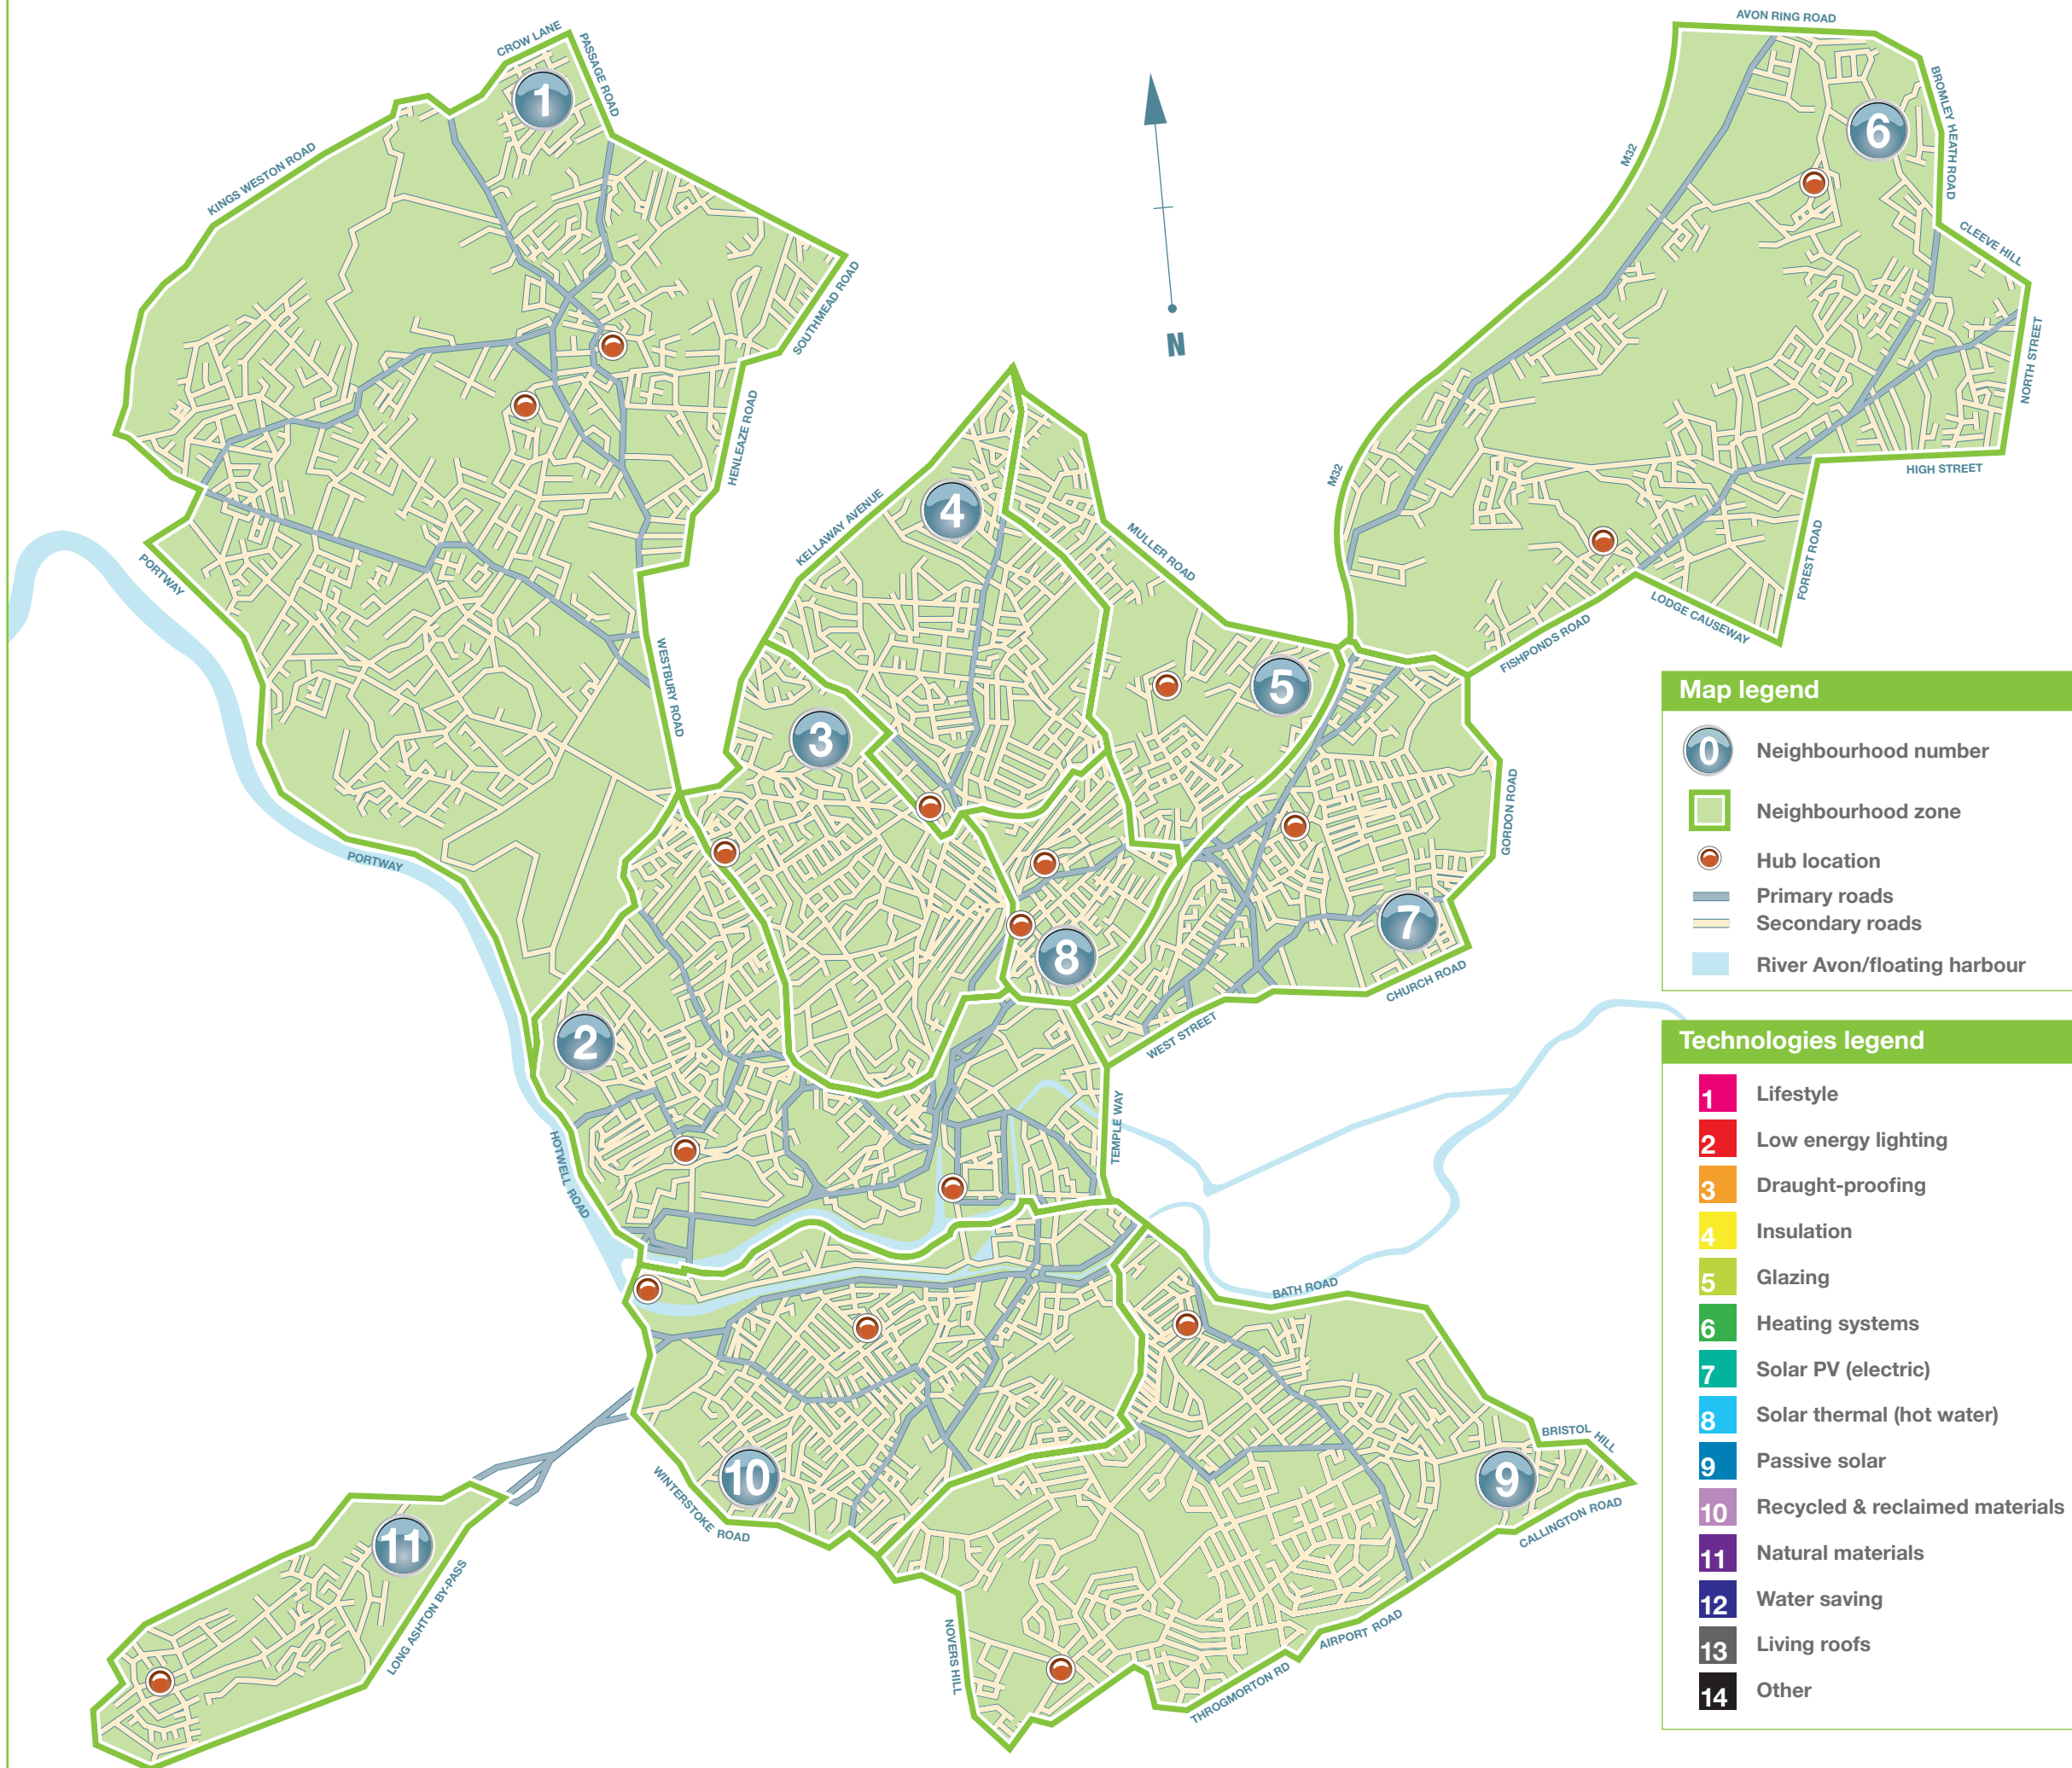 CROW LANE
PASSAGE ROAD
KINGS WESTON ROAD
SOUTHMEAD ROAD
HENLEAZE ROAD
PORTWAY
WESTBURY ROAD
PORTWAY
HOTWELL ROAD
1
N
AVON RING ROAD
M32
BROMLEY HEATH ROAD
6
CLEEVE HILL
NORTH STREET
HIGH STREET
M32
FOREST ROAD
LODGE CAUSEWAY
FISHPONDS ROAD
KELLAWAY AVENUE
4
MULLER ROAD
5
3
GORDON ROAD
7
8
CHURCH ROAD
WEST STREET
2
TEMPLE WAY
BATH ROAD
BRISTOL HILL
9
CALLINGTON ROAD
10
WINTERSTOKE ROAD
11
LONG ASHTON BY-PASS
NOVERS HILL
AIRPORT ROAD
THROGMORTON RD
Map legend
0 Neighbourhood number
Neighbourhood zone
Hub location
Primary roads
Secondary roads
River Avon/floating harbour
Technologies legend
1 Lifestyle
2 Low energy lighting
3 Draught-proofing
4 Insulation
5 Glazing
6 Heating systems
7 Solar PV (electric)
8 Solar thermal (hot water)
9 Passive solar
10 Recycled & reclaimed materials
11 Natural materials
12 Water saving
13 Living roofs
14 Other